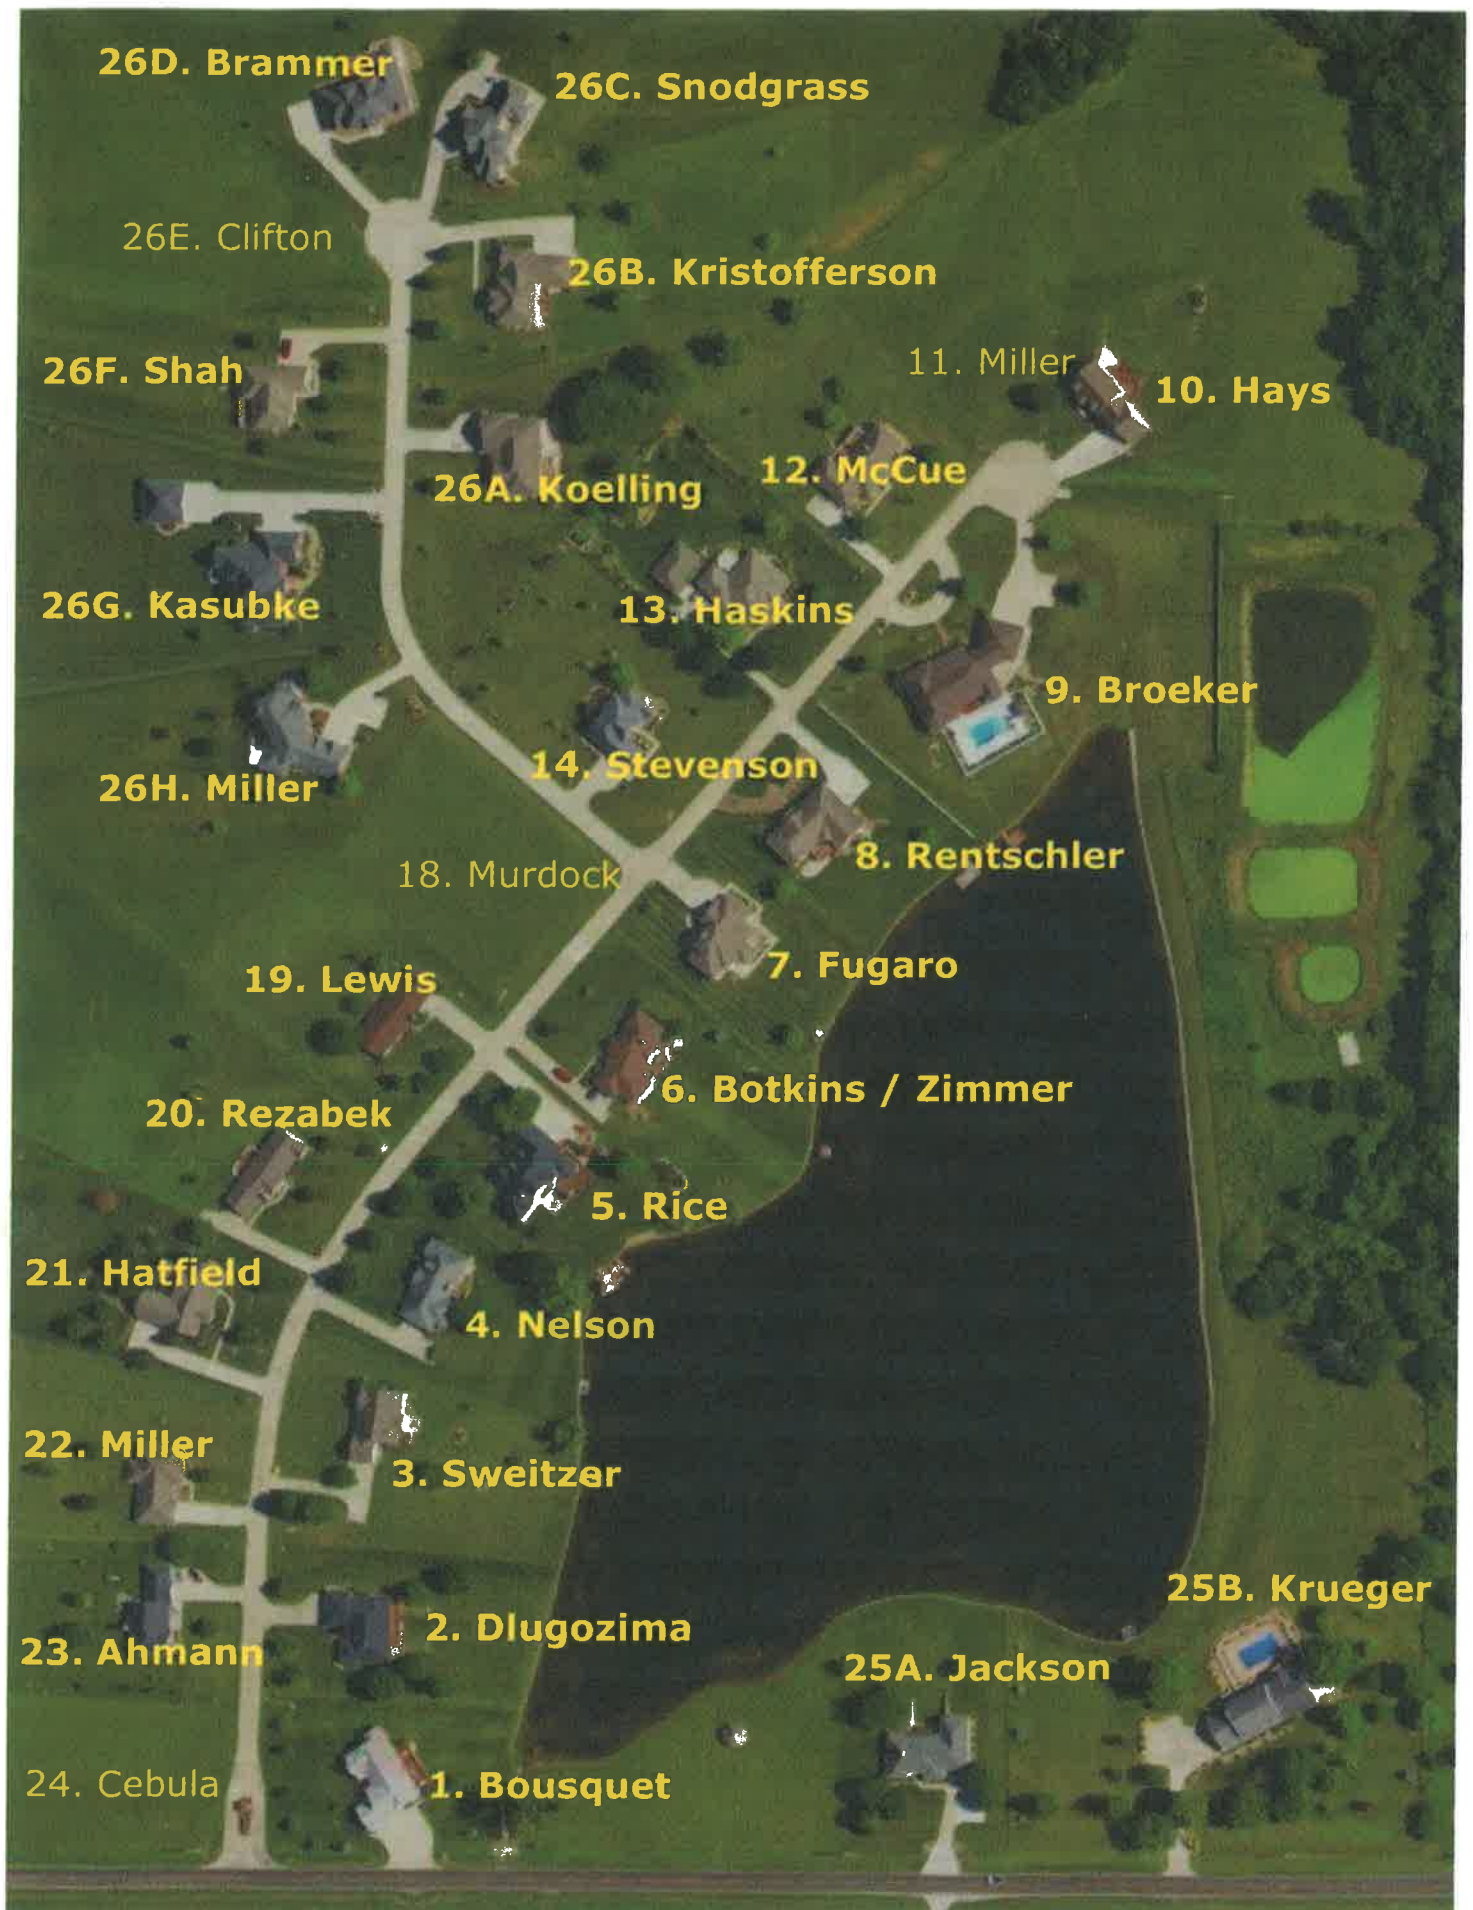 26D. Brammer
26C. Snodgrass
26E. Clifton
26B. Kristofferson
11. Miller
26F. Shah
10. Hays
12. McCue
26A. Koelling
26G. Kasubke
13. Haskins
9. Broeker
14. Stevenson
26H. Miller
8. Rentschler
18. Murdock
7. Fugaro
19. Lewis
6. Botkins / Zimmer
20. Rezabek
5. Rice
21. Hatfield
4. Nelson
22. Miller
3. Sweitzer
25B. Krueger
2. Dlugozima
23. Ahmann
25A. Jackson
24. Cebula
1. Bousquet